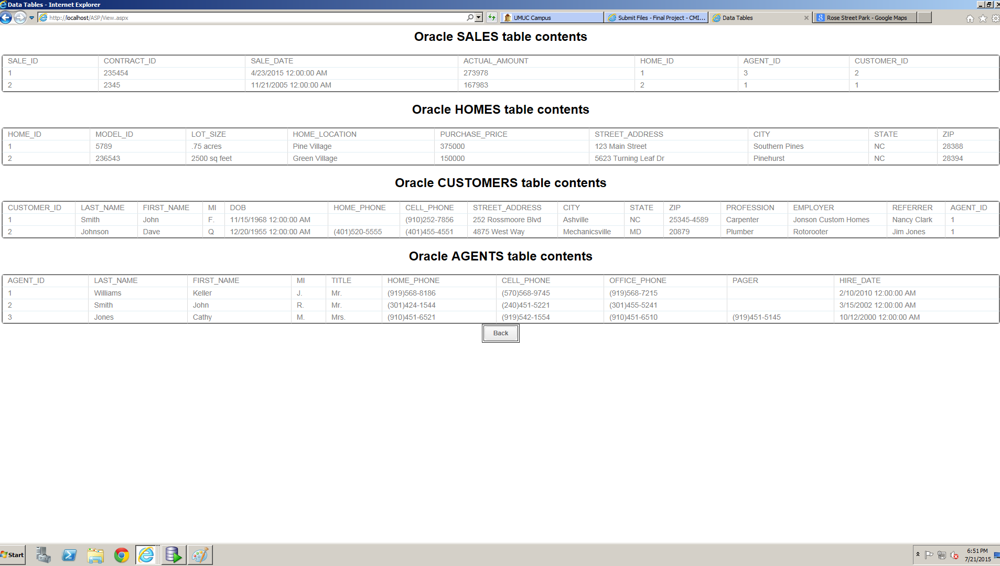 Data Tables - Internet Explorer
http://localhost/ASP/View.aspx
UMUC Campus
Submit Files - Final Project - CMI...
Data Tables
Rose Street Park - Google Maps
Oracle SALES table contents
SALE_ID CONTRACT_ID SALE_DATE ACTUAL_AMOUNT HOME_ID AGENT_ID CUSTOMER_ID
1 235454 4/23/2015 12:00:00 AM 273978 1 3 2
2 2345 11/21/2005 12:00:00 AM 167983 2 1 1
Oracle HOMES table contents
HOME_ID MODEL_ID LOT_SIZE HOME_LOCATION PURCHASE_PRICE STREET_ADDRESS CITY STATE ZIP
1 5789 .75 acres Pine Village 375000 123 Main Street Southern Pines NC 28388
2 236543 2500 sq feet Green Village 150000 5623 Turning Leaf Dr Pinehurst NC 28394
Oracle CUSTOMERS table contents
CUSTOMER_ID LAST_NAME FIRST_NAME MI DOB HOME_PHONE CELL_PHONE STREET_ADDRESS CITY STATE ZIP PROFESSION EMPLOYER REFERRER AGENT_ID
1 Smith John F. 11/15/1968 12:00:00 AM (910)252-7856 252 Rossmoore Blvd Ashville NC 25345-4589 Carpenter Jonson Custom Homes Nancy Clark 1
2 Johnson Dave Q 12/20/1955 12:00:00 AM (401)520-5555 (401)455-4551 4875 West Way Mechanicsville MD 20879 Plumber Rotorooter Jim Jones 1
Oracle AGENTS table contents
AGENT_ID LAST_NAME FIRST_NAME MI TITLE HOME_PHONE CELL_PHONE OFFICE_PHONE PAGER HIRE_DATE
1 Williams Keller J. Mr. (919)568-8186 (570)568-9745 (919)568-7215 2/10/2010 12:00:00 AM
2 Smith John R. Mr. (301)424-1544 (240)451-5221 (301)455-5241 3/15/2002 12:00:00 AM
3 Jones Cathy M. Mrs. (910)451-6521 (919)542-1554 (910)451-6510 (919)451-5145 10/12/2000 12:00:00 AM
Back
Start
6:51 PM
7/21/2015